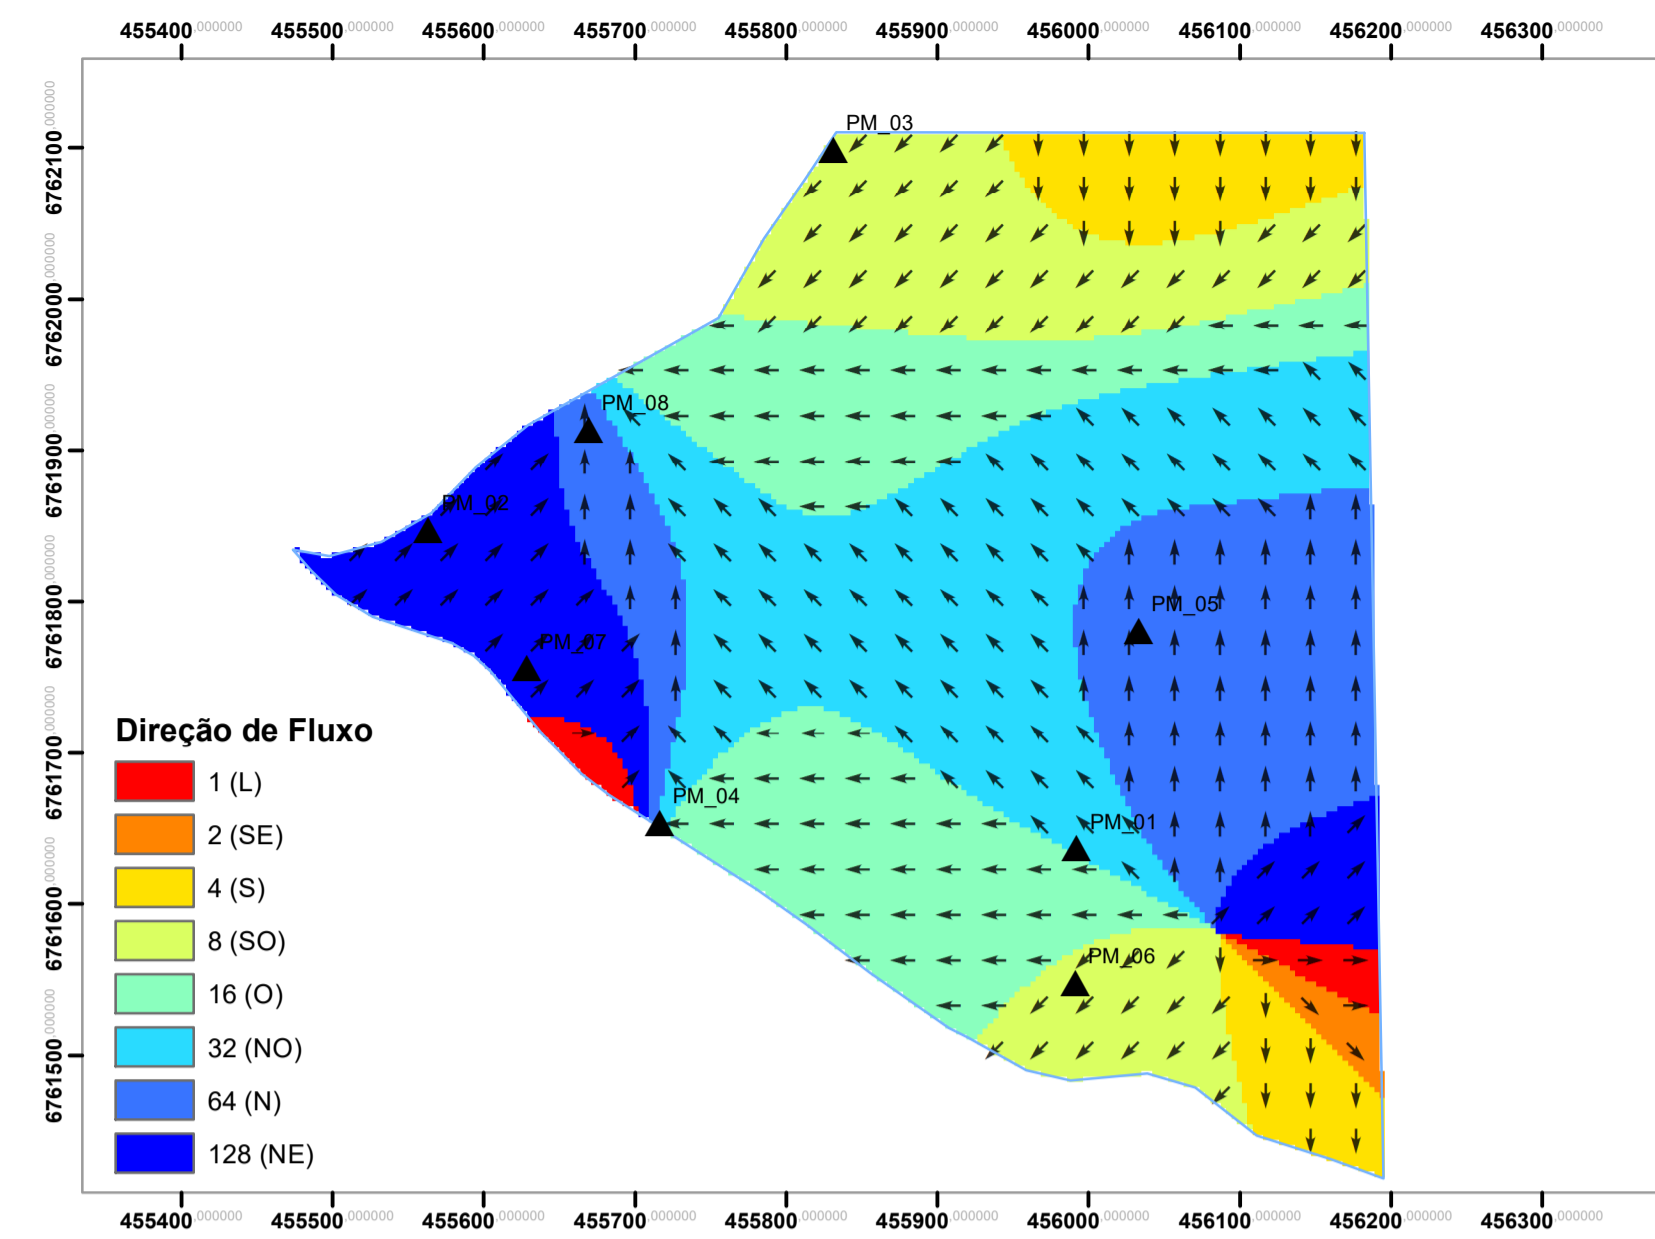 455400,000000 455500,000000 455600,000000 455700,000000 455800,000000 455900,000000 456000,000000 456100,000000 456200,000000 456300,000000
6762100,000000
6762000,000000
6761900,000000
6761800,000000
6761700,000000
6761600,000000
6761500,000000
PM_03
PM_08
PM_02
PM_05
PM_07
PM_04
PM_01
PM_06
Direção de Fluxo
1 (L)
2 (SE)
4 (S)
8 (SO)
16 (O)
32 (NO)
64 (N)
128 (NE)
455400,000000 455500,000000 455600,000000 455700,000000 455800,000000 455900,000000 456000,000000 456100,000000 456200,000000 456300,000000